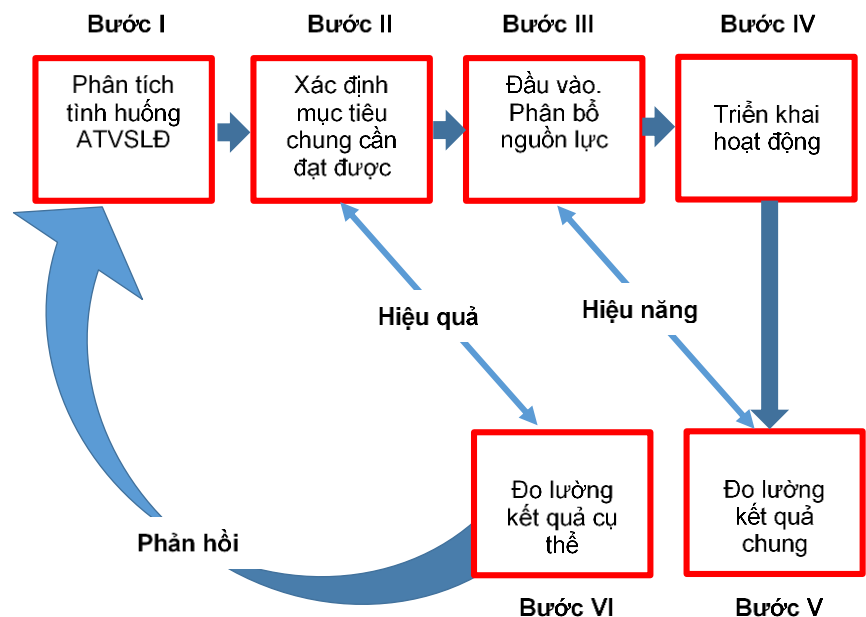 Bước I
Bước II
Bước III
Bước IV
Phân tích
tình huống
ATVSLĐ
Xác định
mục tiêu
chung cần
đạt được
Đầu vào.
Phân bổ
nguồn lực
Triển khai
hoạt động
Hiệu quả
Hiệu năng
Đo lường
kết quả cụ
thể
Đo lường
kết quả
chung
Phản hồi
Bước VI
Bước V